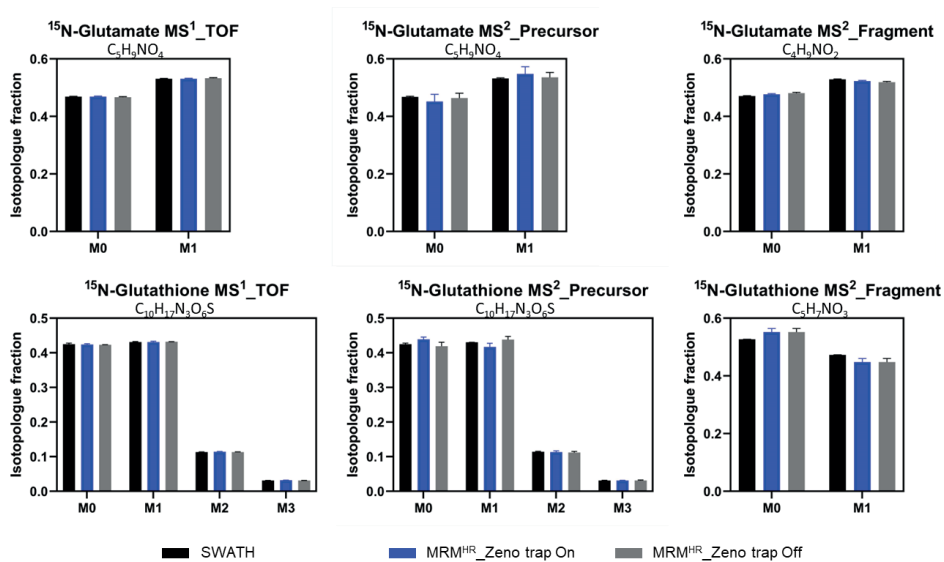 ¹⁵N-Glutamate MS¹_TOF
C₅H₉NO₄
Isotopologue fraction
0.6
0.4
0.2
0.0
M0 M1
¹⁵N-Glutamate MS²_Precursor
C₅H₉NO₄
Isotopologue fraction
0.6
0.4
0.2
0.0
M0 M1
¹⁵N-Glutamate MS²_Fragment
C₄H₉NO₂
Isotopologue fraction
0.6
0.4
0.2
0.0
M0 M1
¹⁵N-Glutathione MS¹_TOF
C₁₀H₁₇N₃O₆S
Isotopologue fraction
0.5
0.4
0.3
0.2
0.1
0.0
M0 M1 M2 M3
¹⁵N-Glutathione MS²_Precursor
C₁₀H₁₇N₃O₆S
Isotopologue fraction
0.5
0.4
0.3
0.2
0.1
0.0
M0 M1 M2 M3
¹⁵N-Glutathione MS²_Fragment
C₅H₇NO₃
Isotopologue fraction
0.6
0.4
0.2
0.0
M0 M1
SWATH
MRMᴴᴿ_Zeno trap On
MRMᴴᴿ_Zeno trap Off